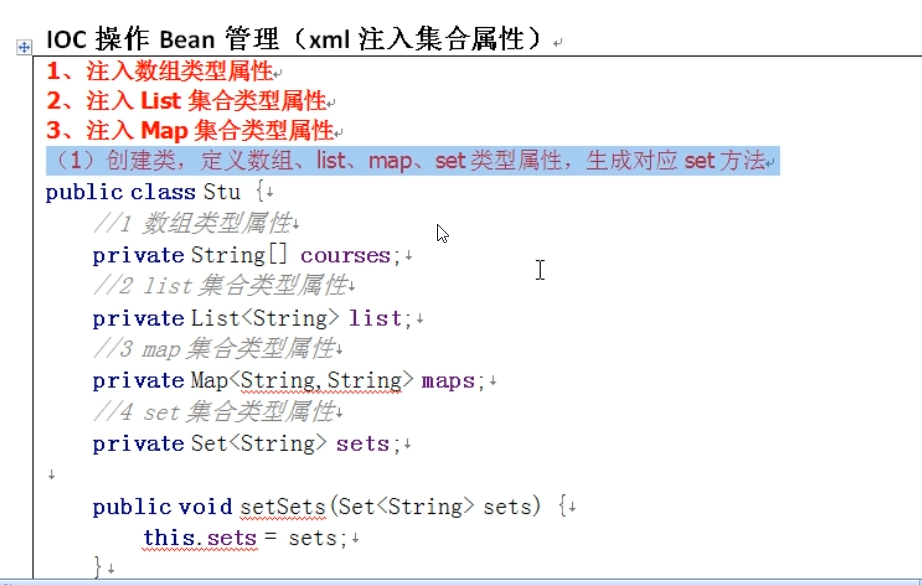 IOC 操作 Bean 管理（xml 注入集合属性）
1、注入数组类型属性
2、注入 List 集合类型属性
3、注入 Map 集合类型属性
（1）创建类，定义数组、list、map、set 类型属性，生成对应 set 方法
public class Stu {
//1 数组类型属性
private String[] courses;
//2 list 集合类型属性
private List<String> list;
//3 map 集合类型属性
private Map<String,String> maps;
//4 set 集合类型属性
private Set<String> sets;
public void setSets(Set<String> sets) {
this.sets = sets;
}